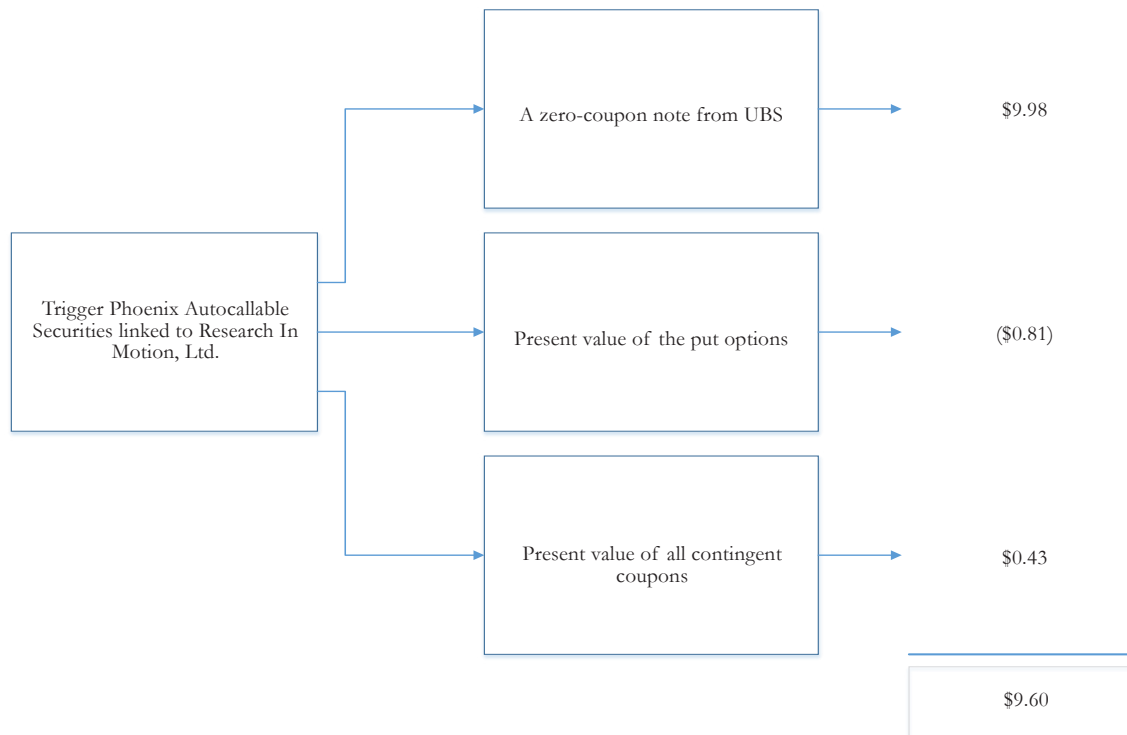 A zero-coupon note from UBS
$9.98
Trigger Phoenix Autocallable
Securities linked to Research In
Motion, Ltd.
Present value of the put options
($0.81)
Present value of all contingent
coupons
$0.43
$9.60